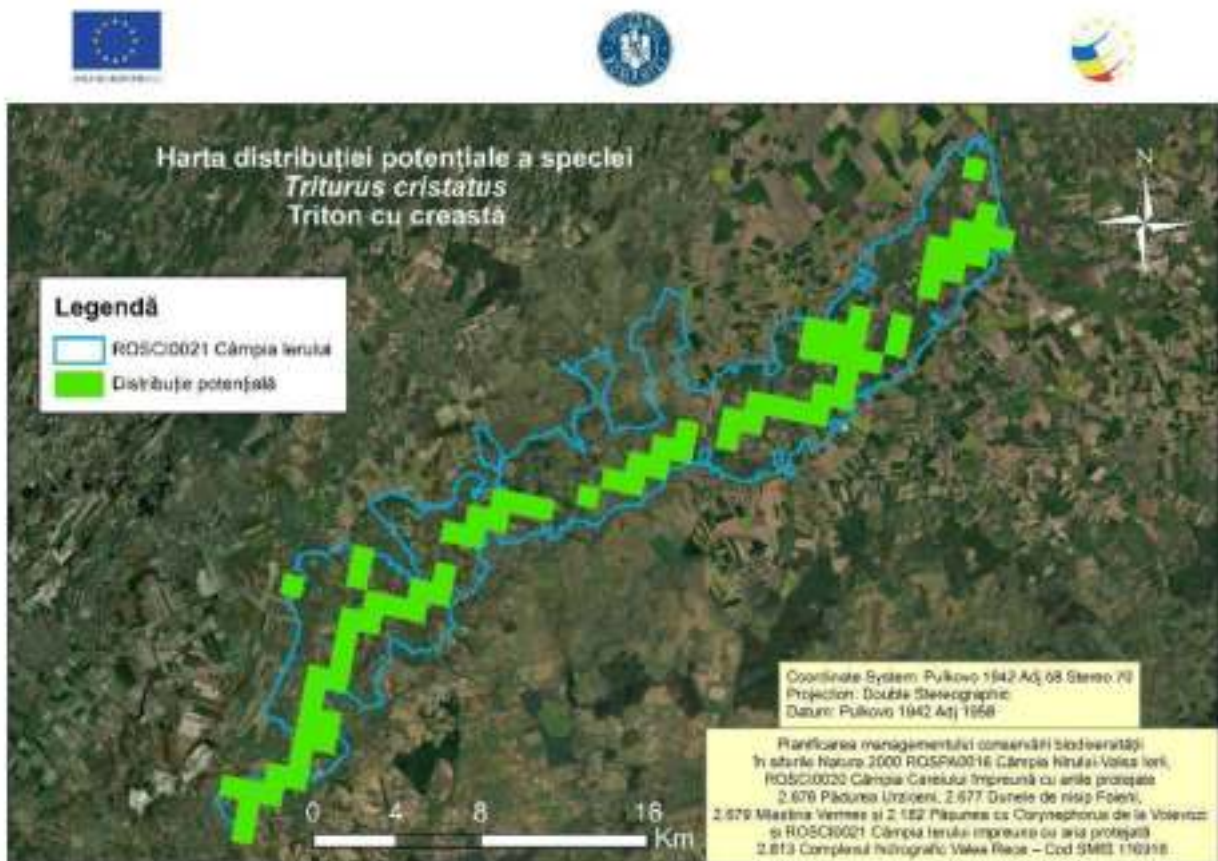 Harta distribuției potențiale a speciei
Triturus cristatus
Triton cu creastă
N
Legendă
ROSCI0021 Câmpia Ierului
Distribuție potențială
Coordinate System: Pulkovo 1942 Adj 58 Stereo 70
Projection: Double Stereographic
Datum: Pulkovo 1942 Adj 1958
Planificarea managementului conservării biodiversității
în siturile Natura 2000 ROSPA0016 Câmpia Nirului-Valea Ierii,
ROSCI0020 Câmpia Careiului împreună cu ariile protejate
2.676 Pădurea Urziceni, 2.677 Dunele de nisip Foieni,
2.679 Mlaștina Vermeș și 2.182 Pășunea cu Corynephorus de la Voievozi
și ROSCI0021 Câmpia Ierului împreună cu aria protejată
2.813 Complexul hidrografic Valea Rece – Cod SMIS 116918
0 4 8 16
Km